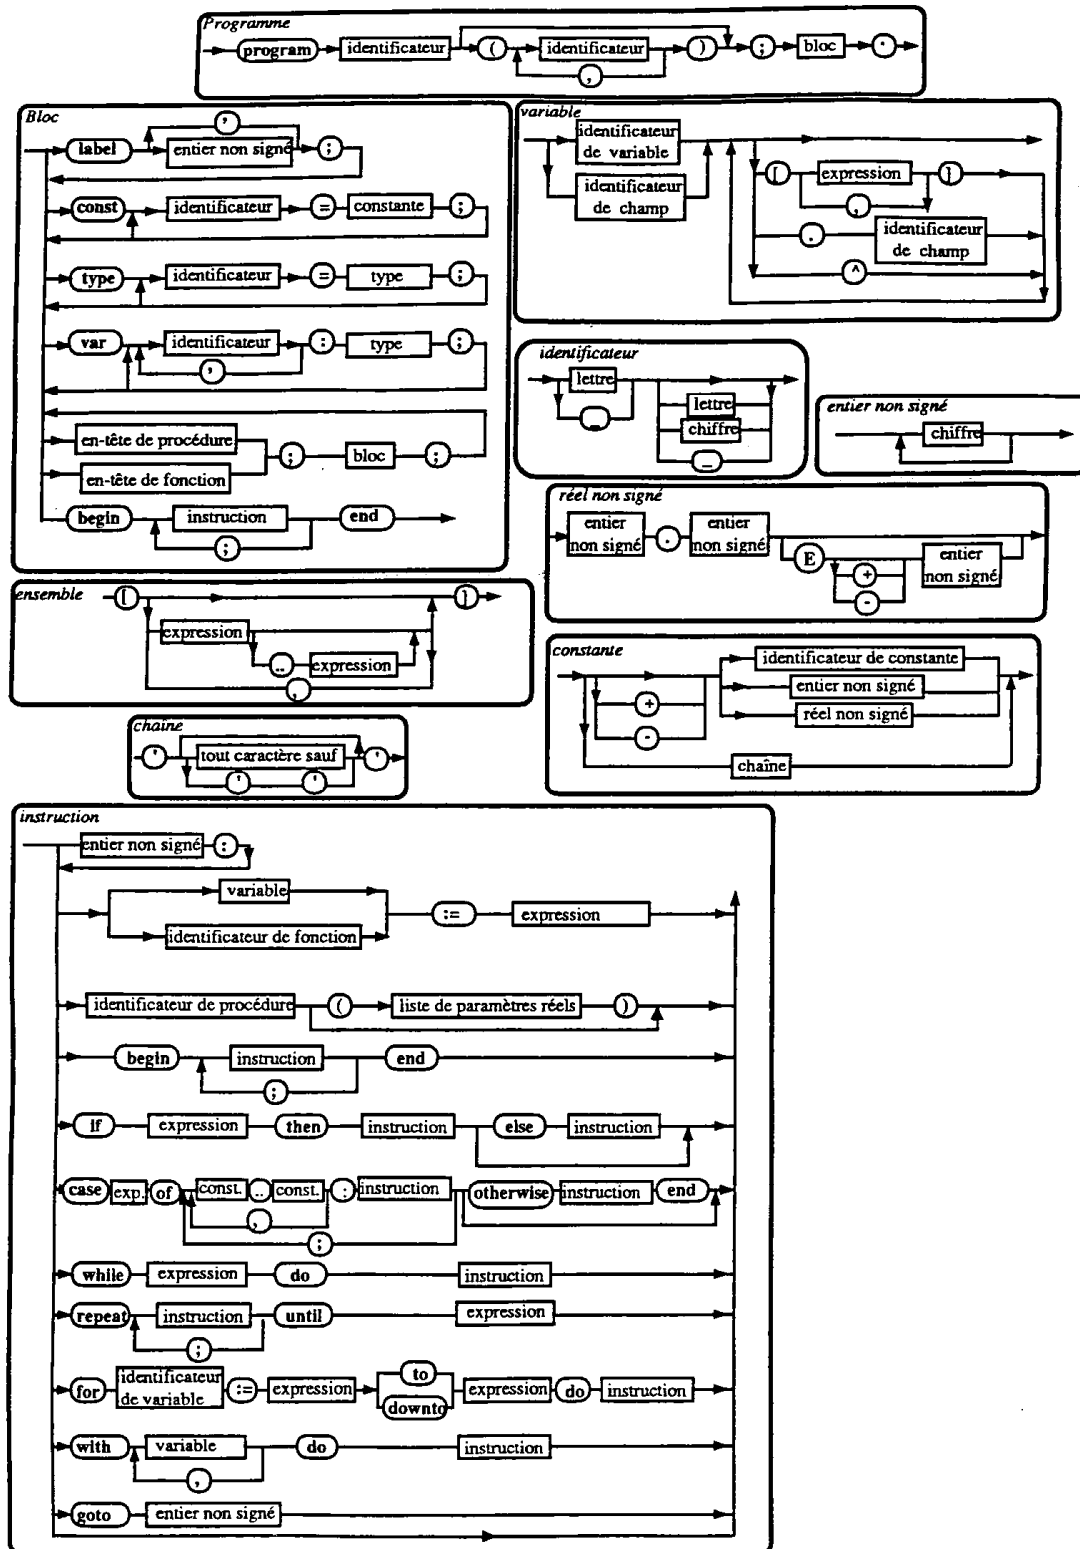 Programme
program identificateur ( identificateur ) ; bloc .
,
Bloc
,
label entier non signé ;
const identificateur = constante ;
type identificateur = type ;
var identificateur : type ;
,
en-tête de procédure
; bloc ;
en-tête de fonction
begin instruction end
;
variable
identificateur
de variable
identificateur
de champ
[ expression ]
,
. identificateur
de champ
^
identificateur
lettre
_
lettre
chiffre
_
entier non signé
chiffre
réel non signé
entier
non signé
.
entier
non signé
E
+
-
entier
non signé
ensemble [ ]
expression
.. expression
,
constante
identificateur de constante
+ entier non signé
- réel non signé
chaîne
chaîne
' tout caractère sauf '
' '
instruction
entier non signé :
variable
:= expression
identificateur de fonction
identificateur de procédure ( liste de paramètres réels )
begin instruction end
;
if expression then instruction else instruction
case exp. of const. .. const. : instruction otherwise instruction end
,
;
while expression do instruction
repeat instruction until expression
;
for identificateur
de variable
:= expression to
downto
expression do instruction
with variable do instruction
,
goto entier non signé